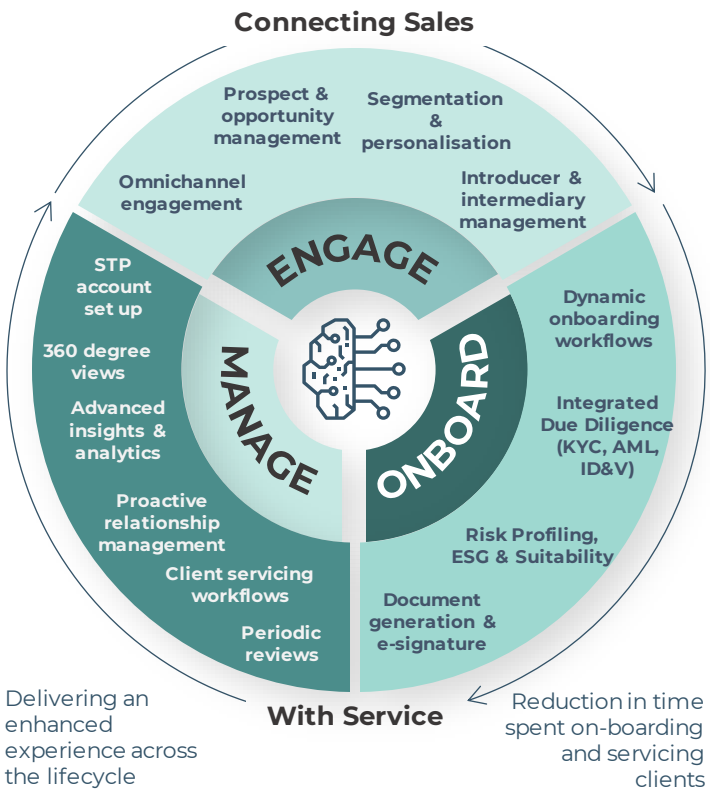 Connecting Sales
Prospect &
opportunity
management
Segmentation
&
personalisation
Omnichannel
engagement
Introducer &
intermediary
management
ENGAGE
STP
account
set up
360 degree
views
Advanced
insights &
analytics
Proactive
relationship
management
Client servicing
workflows
Periodic
reviews
MANAGE
ONBOARD
Dynamic
onboarding
workflows
Integrated
Due Diligence
(KYC, AML,
ID&V)
Risk Profiling,
ESG & Suitability
Document
generation &
e-signature
With Service
Delivering an
enhanced
experience across
the lifecycle
Reduction in time
spent on-boarding
and servicing
clients